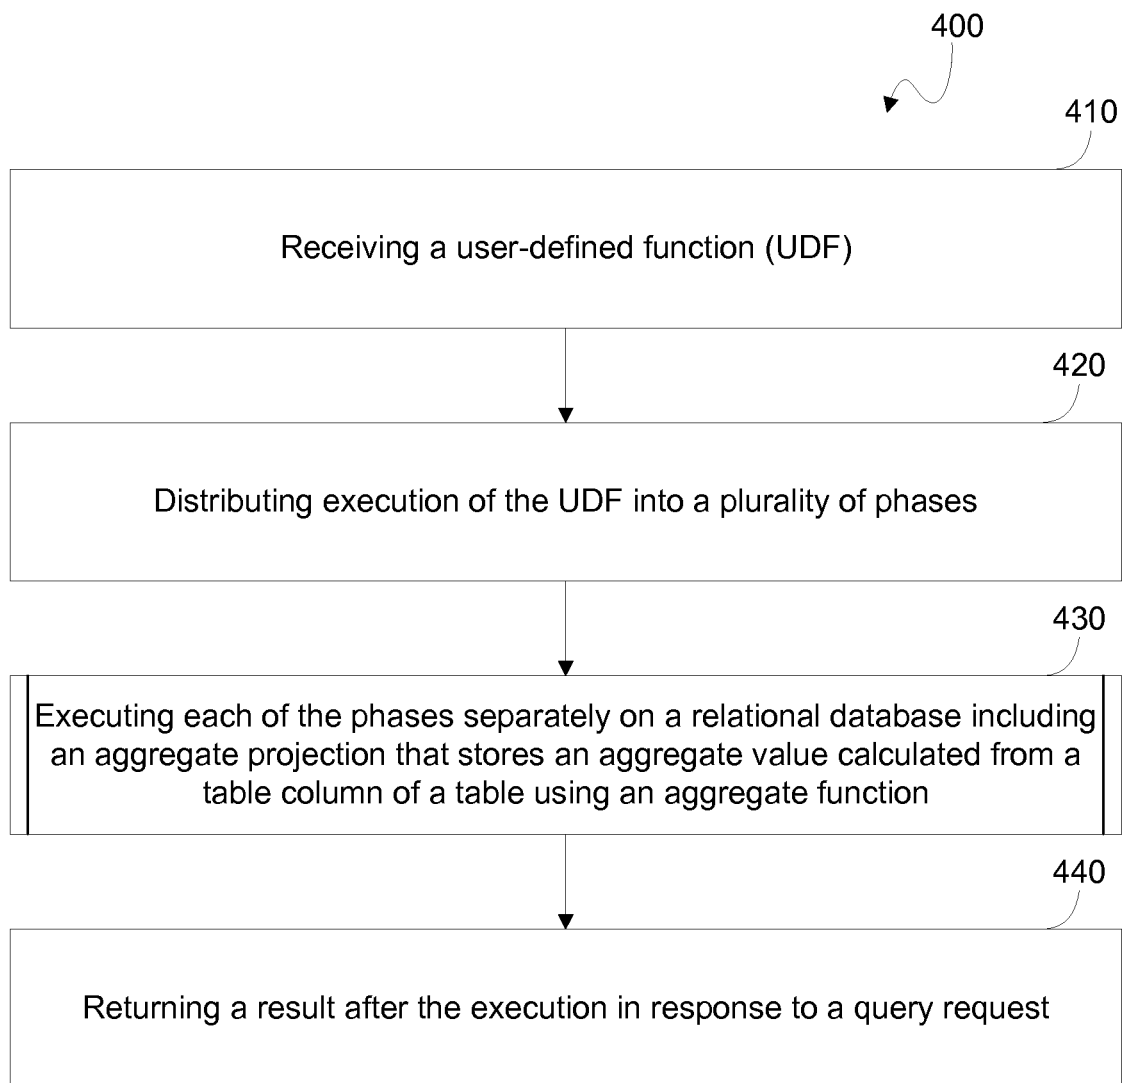 400
410
Receiving a user-defined function (UDF)
420
Distributing execution of the UDF into a plurality of phases
430
Executing each of the phases separately on a relational database including
an aggregate projection that stores an aggregate value calculated from a
table column of a table using an aggregate function
440
Returning a result after the execution in response to a query request